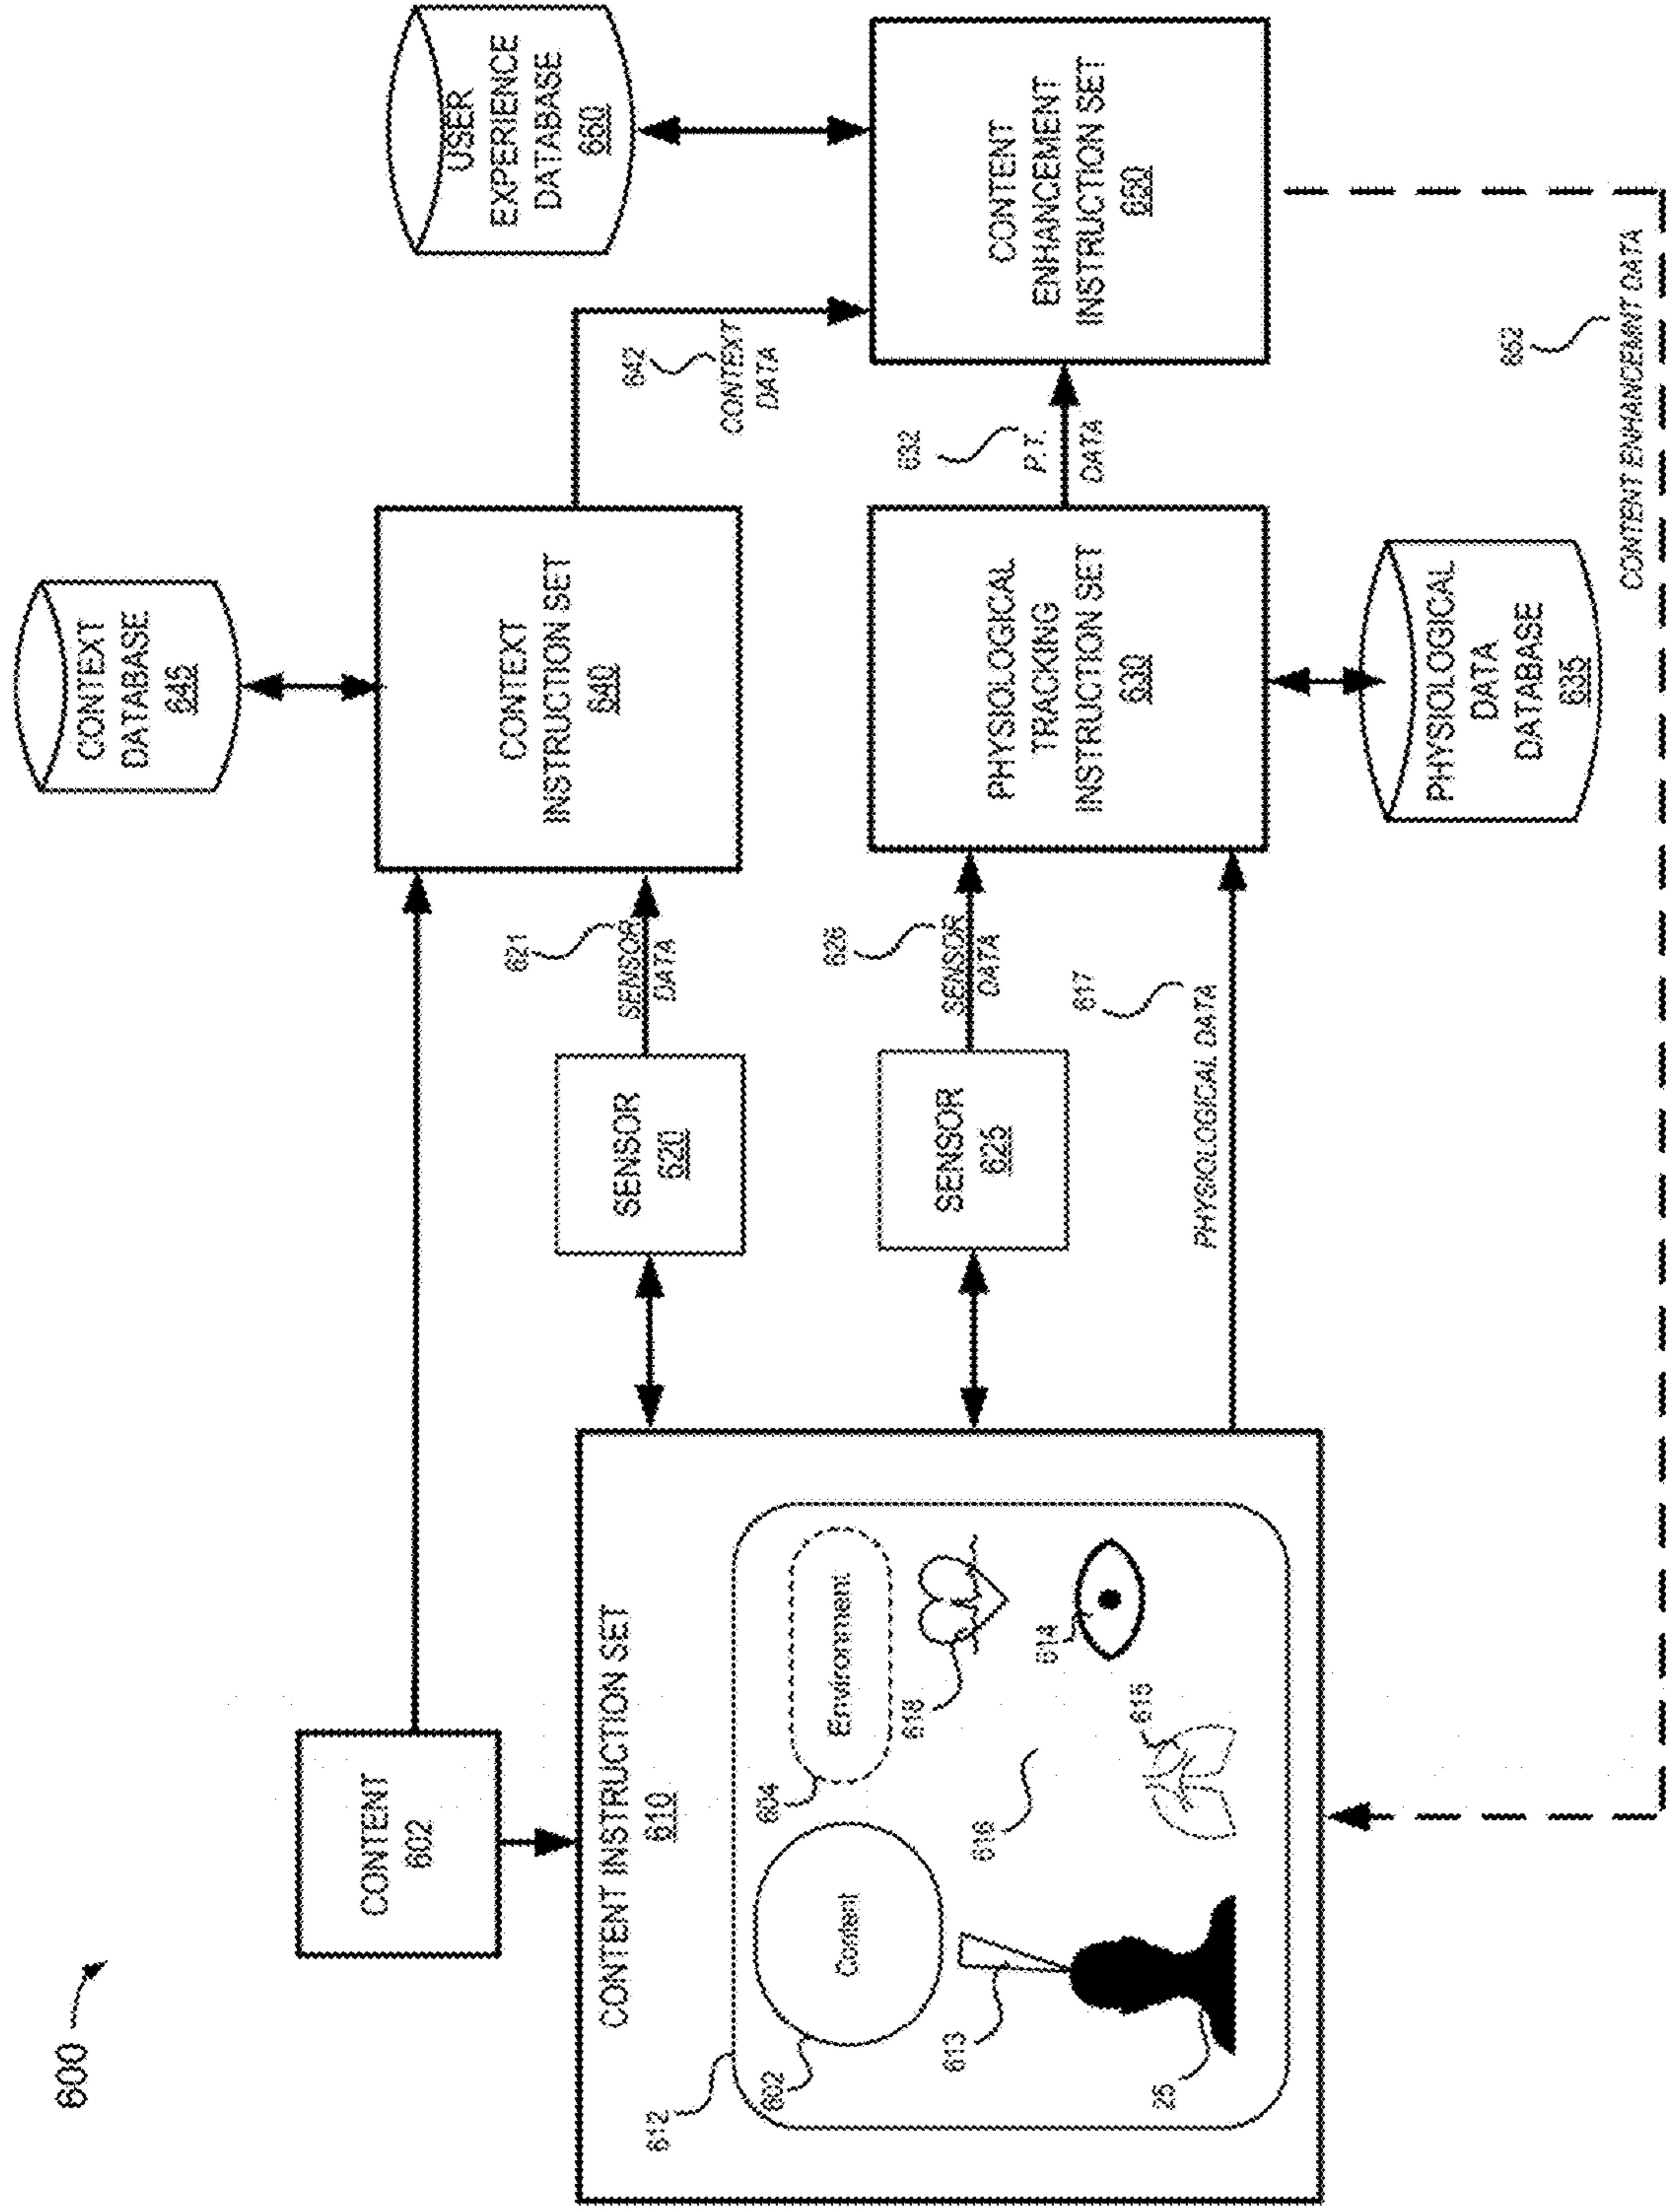 600
CONTEXT
DATABASE
645
CONTENT
602
CONTEXT
INSTRUCTION SET
640
USER
EXPERIENCE
DATABASE
660
621
SENSOR
DATA
642
CONTEXT
DATA
SENSOR
620
CONTENT INSTRUCTION SET
610
612
602
Content
604
Environment
613
25
618
616
614
615
SENSOR
625
626
SENSOR
DATA
617
PHYSIOLOGICAL DATA
PHYSIOLOGICAL
TRACKING
INSTRUCTION SET
630
632
P.T.
DATA
CONTENT
ENHANCEMENT
INSTRUCTION SET
650
PHYSIOLOGICAL
DATA
DATABASE
635
652
CONTENT ENHANCEMNT DATA